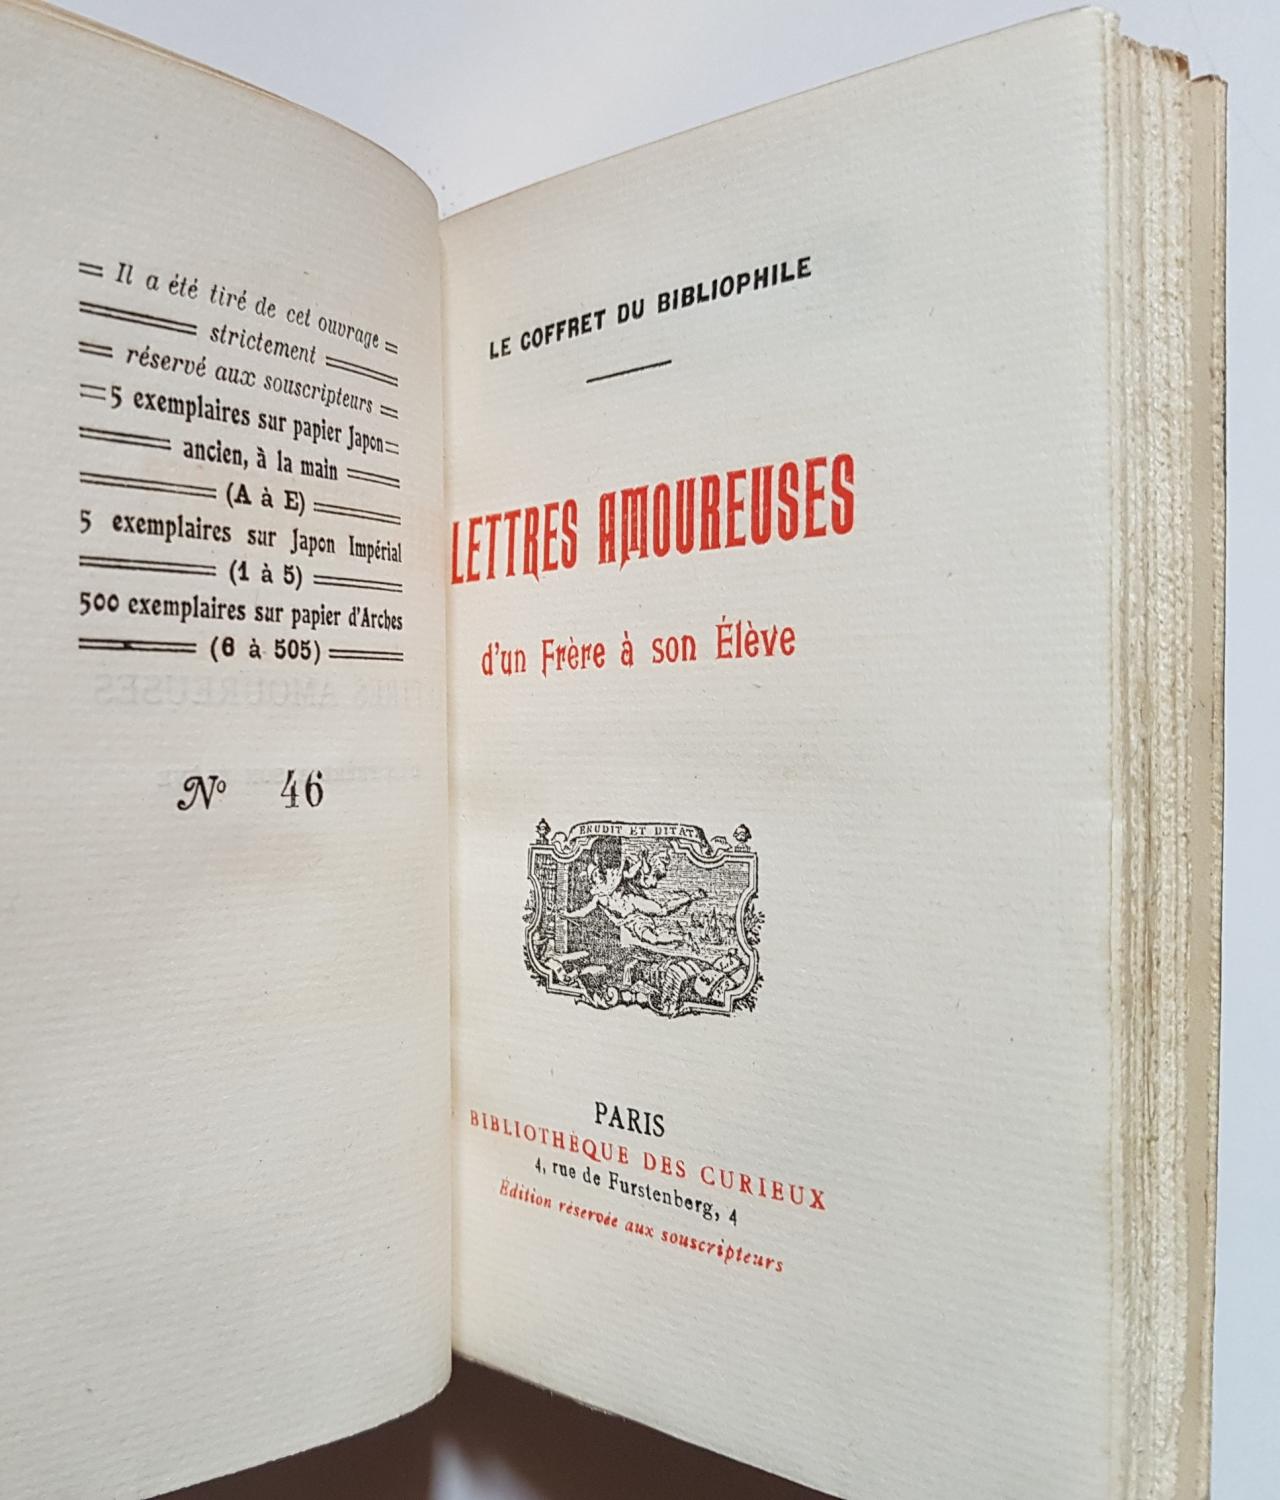 Il a été tiré de cet ouvrage
strictement
réservé aux souscripteurs
5 exemplaires sur papier Japon
ancien, à la main
(A à E)
5 exemplaires sur Japon Impérial
(1 à 5)
500 exemplaires sur papier d'Arches
(6 à 505)
Nº 46
LE COFFRET DU BIBLIOPHILE
LETTRES AMOUREUSES
d'un Frère à son Élève
ERUDIT ET DITAT
PARIS
BIBLIOTHÈQUE DES CURIEUX
4, rue de Furstenberg, 4
Édition réservée aux souscripteurs